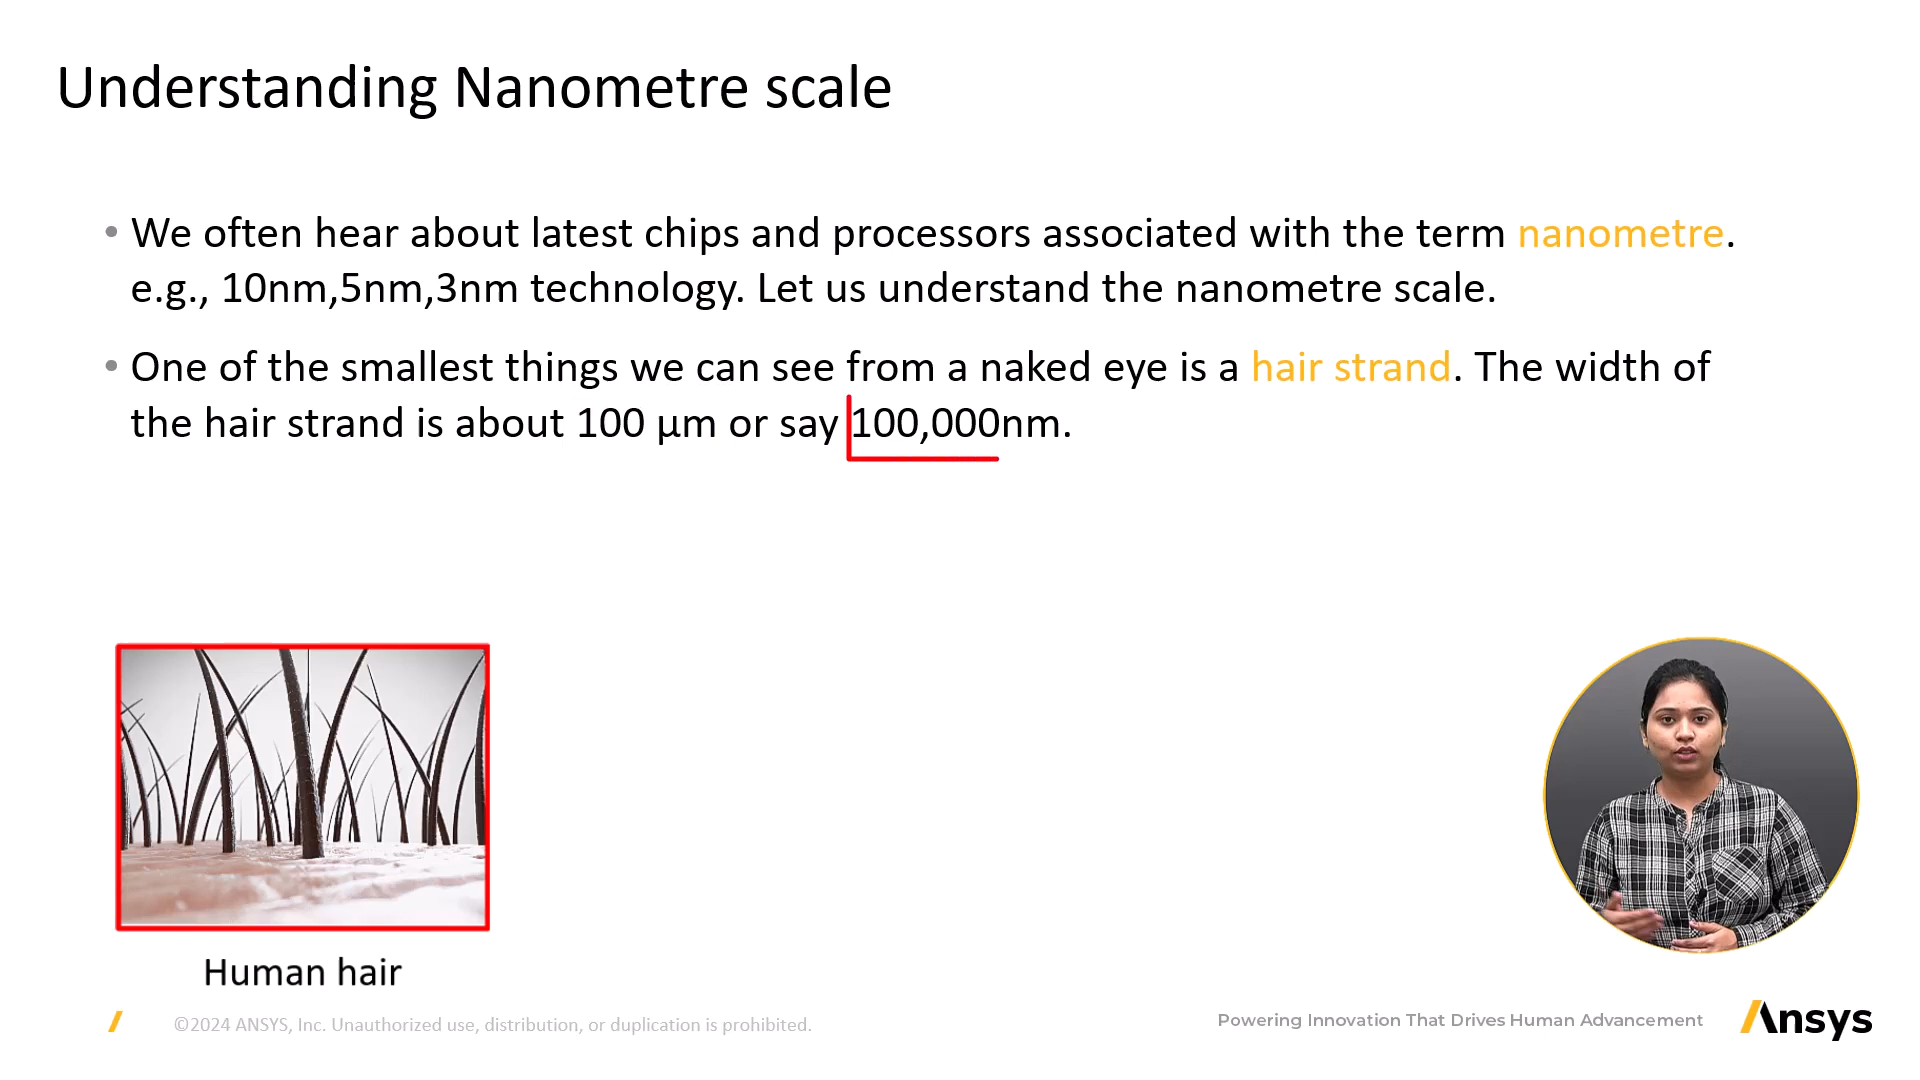 Understanding Nanometre scale
• We often hear about latest chips and processors associated with the term nanometre.
e.g., 10nm,5nm,3nm technology. Let us understand the nanometre scale.
• One of the smallest things we can see from a naked eye is a hair strand. The width of
the hair strand is about 100 µm or say 100,000nm.
Human hair
©2024 ANSYS, Inc. Unauthorized use, distribution, or duplication is prohibited.
Powering Innovation That Drives Human Advancement
Ansys